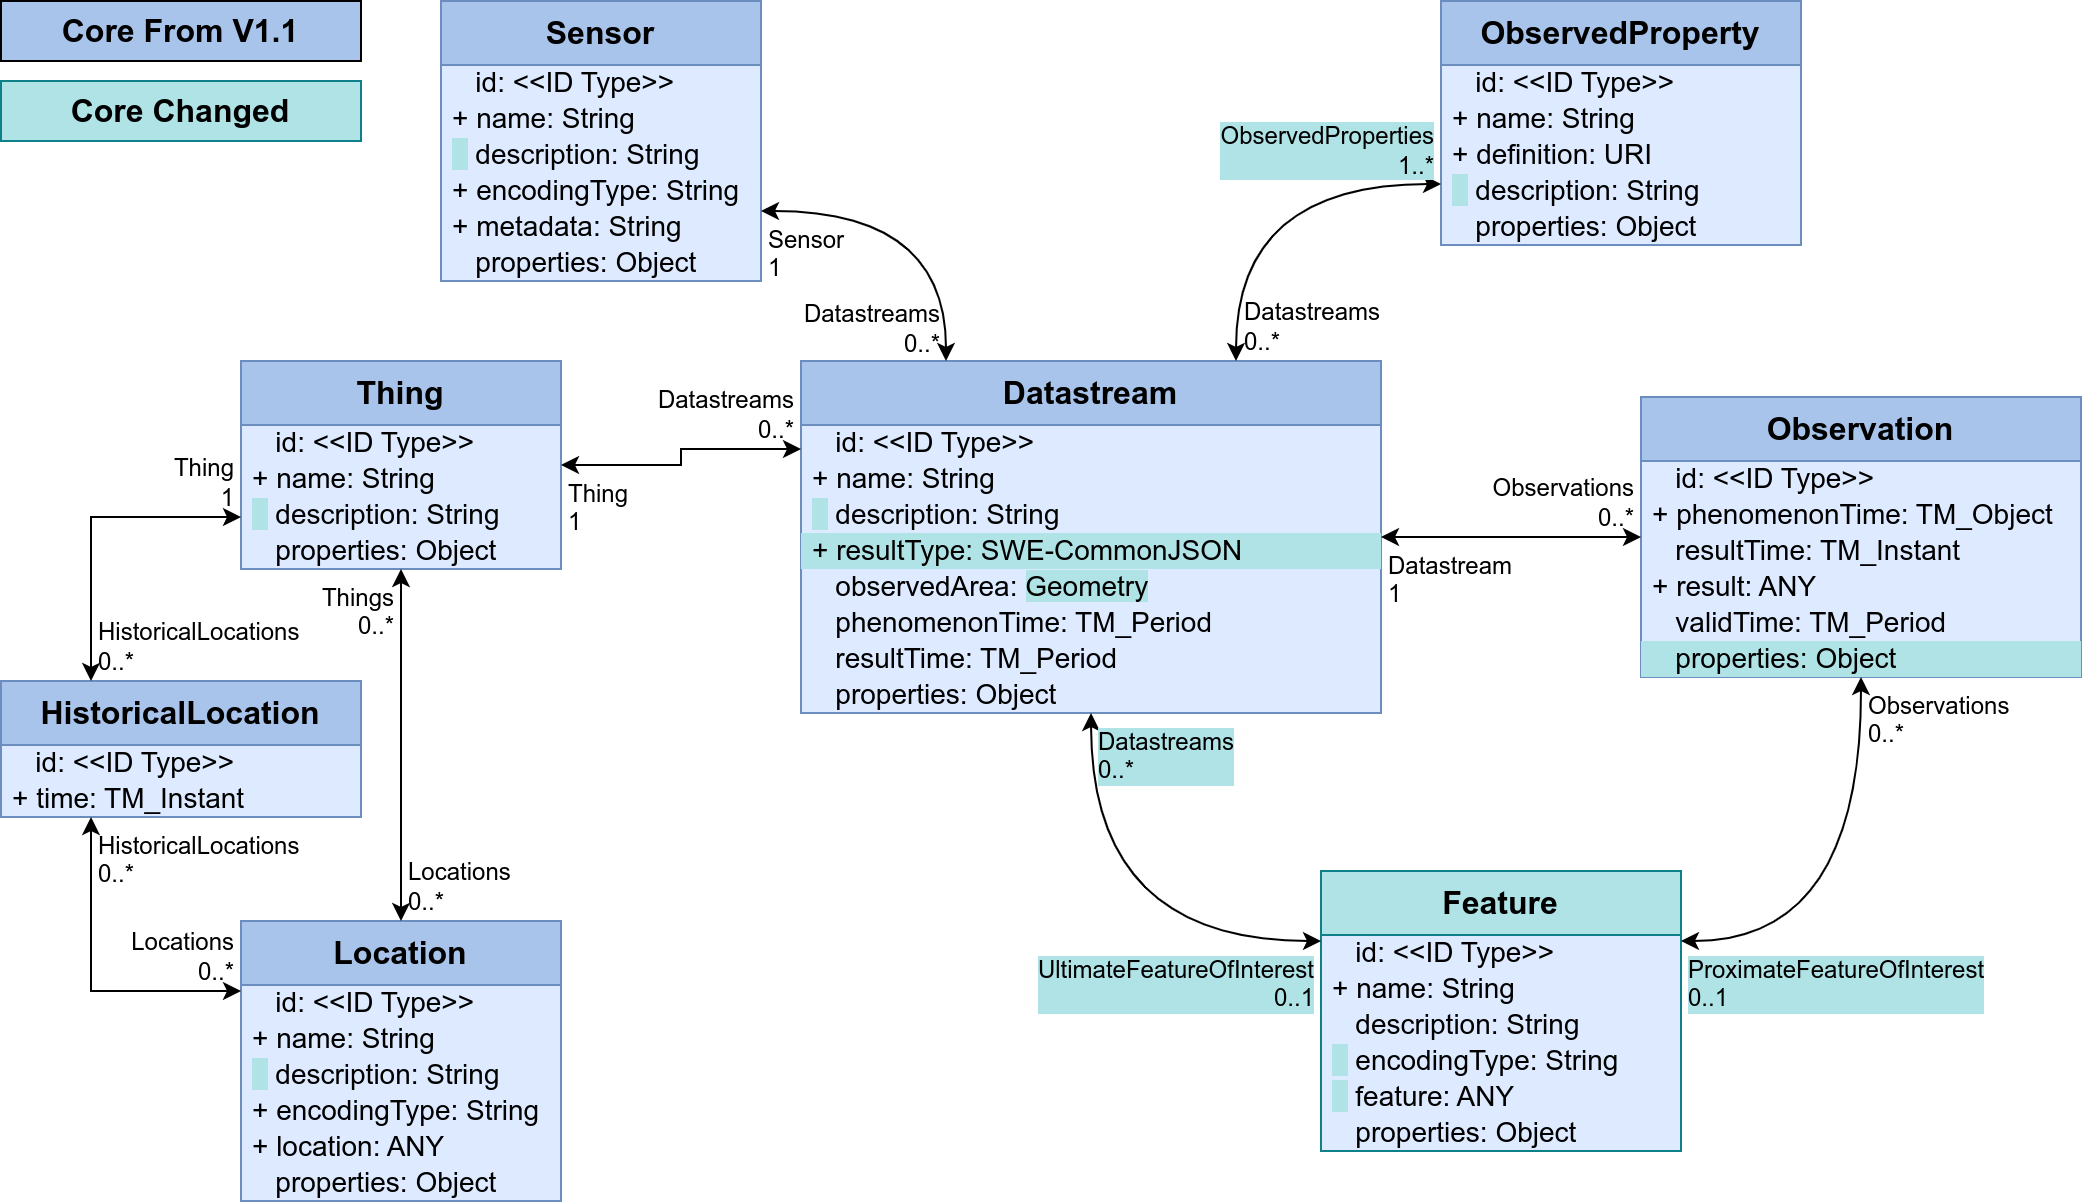 Core From V1.1
Core Changed
Sensor
id: <<ID Type>>
+ name: String
description: String
+ encodingType: String
+ metadata: String
properties: Object
ObservedProperty
id: <<ID Type>>
+ name: String
+ definition: URI
description: String
properties: Object
ObservedProperties
1..*
Sensor
1
Datastreams
0..*
Datastreams
0..*
Thing
id: <<ID Type>>
+ name: String
description: String
properties: Object
Datastreams
0..*
Thing
1
Datastream
id: <<ID Type>>
+ name: String
description: String
+ resultType: SWE-CommonJSON
observedArea: Geometry
phenomenonTime: TM_Period
resultTime: TM_Period
properties: Object
Observations
0..*
Datastream
1
Observation
id: <<ID Type>>
+ phenomenonTime: TM_Object
resultTime: TM_Instant
+ result: ANY
validTime: TM_Period
properties: Object
Thing
1
HistoricalLocations
0..*
Things
0..*
HistoricalLocation
id: <<ID Type>>
+ time: TM_Instant
HistoricalLocations
0..*
Locations
0..*
Locations
0..*
Location
id: <<ID Type>>
+ name: String
description: String
+ encodingType: String
+ location: ANY
properties: Object
Datastreams
0..*
Observations
0..*
UltimateFeatureOfInterest
0..1
Feature
id: <<ID Type>>
+ name: String
description: String
encodingType: String
feature: ANY
properties: Object
ProximateFeatureOfInterest
0..1